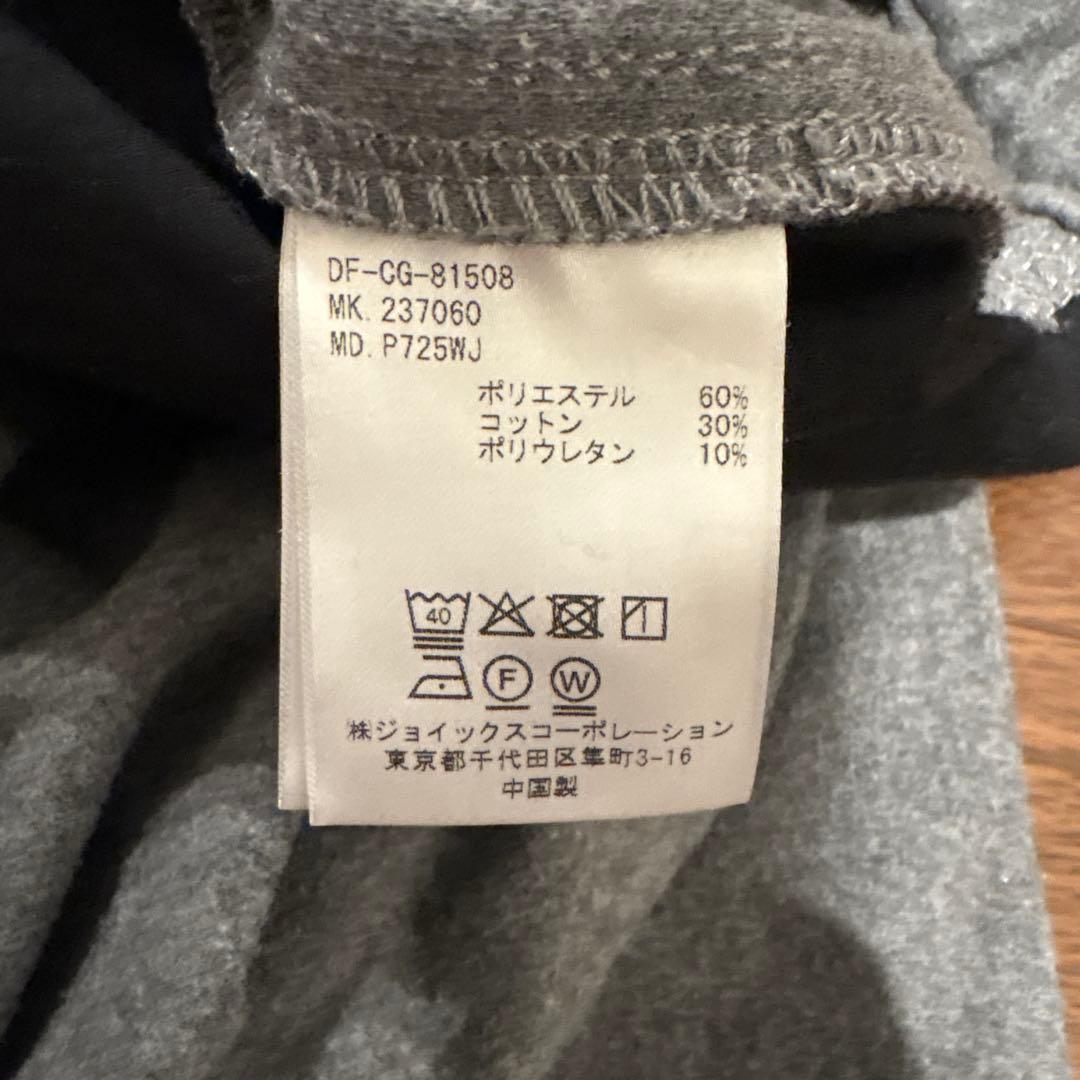 DF-CG-81508
MK. 237060
MD. P725WJ
ポリエステル 60%
コットン 30%
ポリウレタン 10%
40
F W
㈱ジョイックスコーポレーション
東京都千代田区隼町3-16
中国製